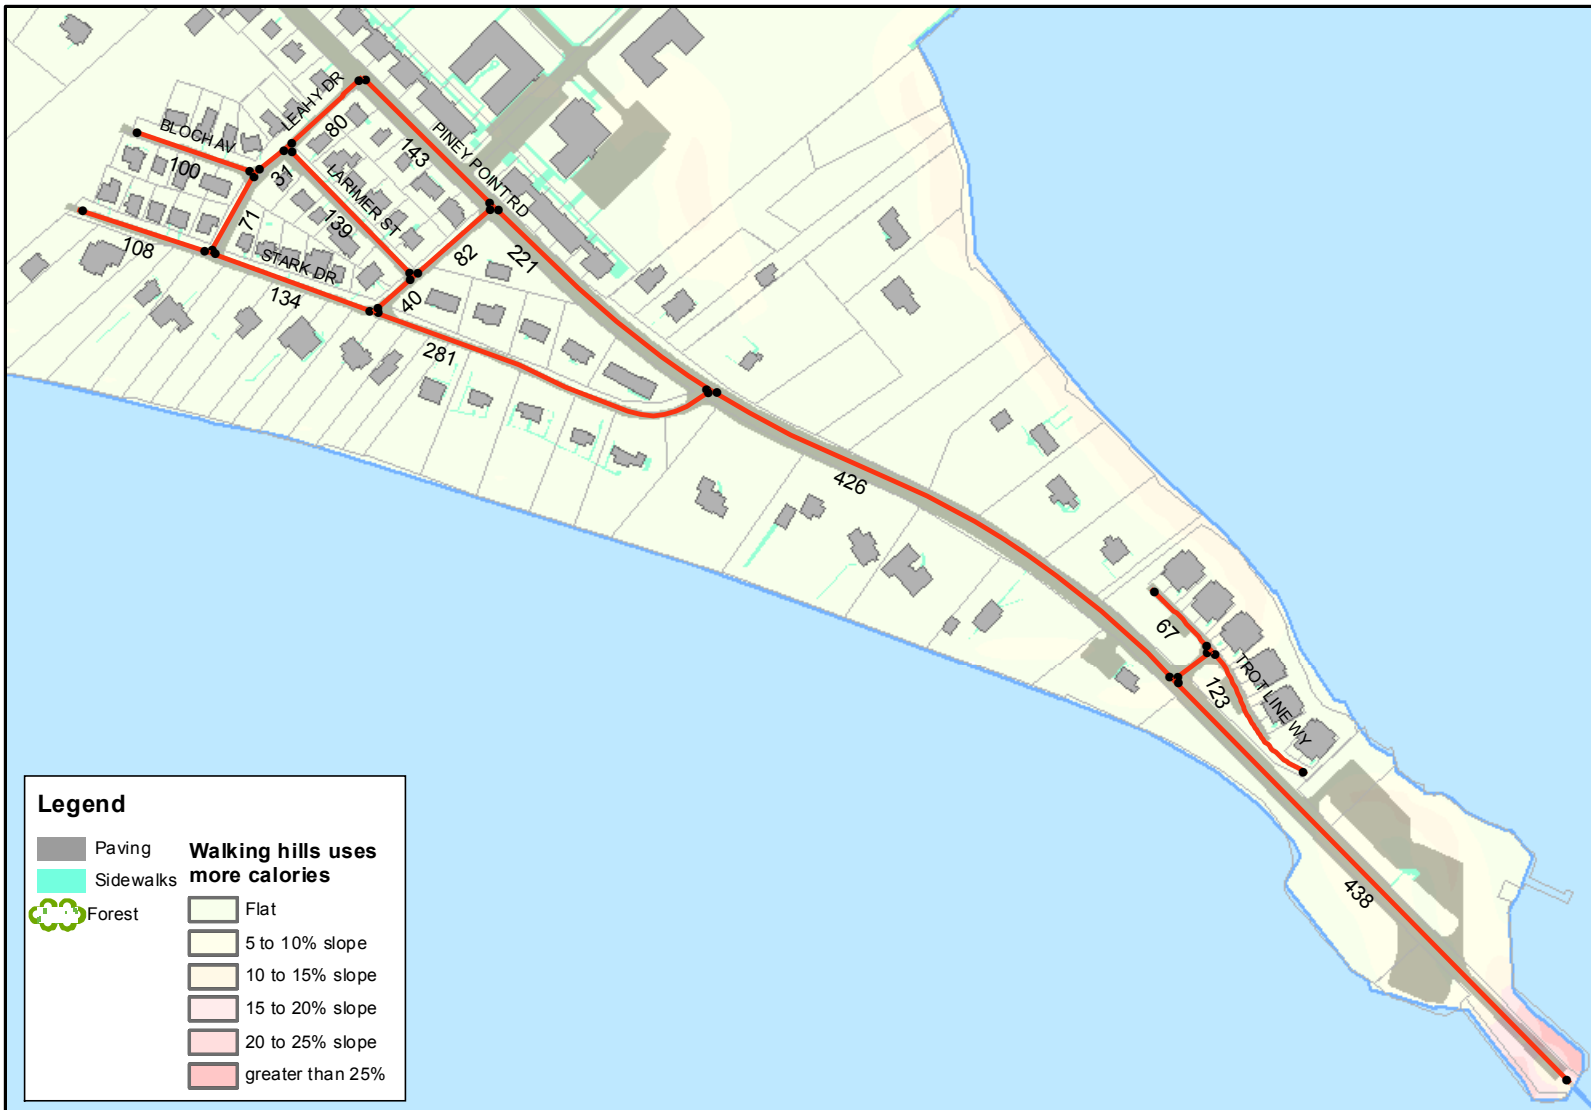 LEAHY DR
80
BLOCH AV
100
31
143
PINEY POINT RD
LARIMER ST
139
71
108
STARK DR
134
82
221
40
281
426
67
TROT LINE WY
123
438
Legend
Paving
Sidewalks
Forest
Walking hills uses
more calories
Flat
5 to 10% slope
10 to 15% slope
15 to 20% slope
20 to 25% slope
greater than 25%